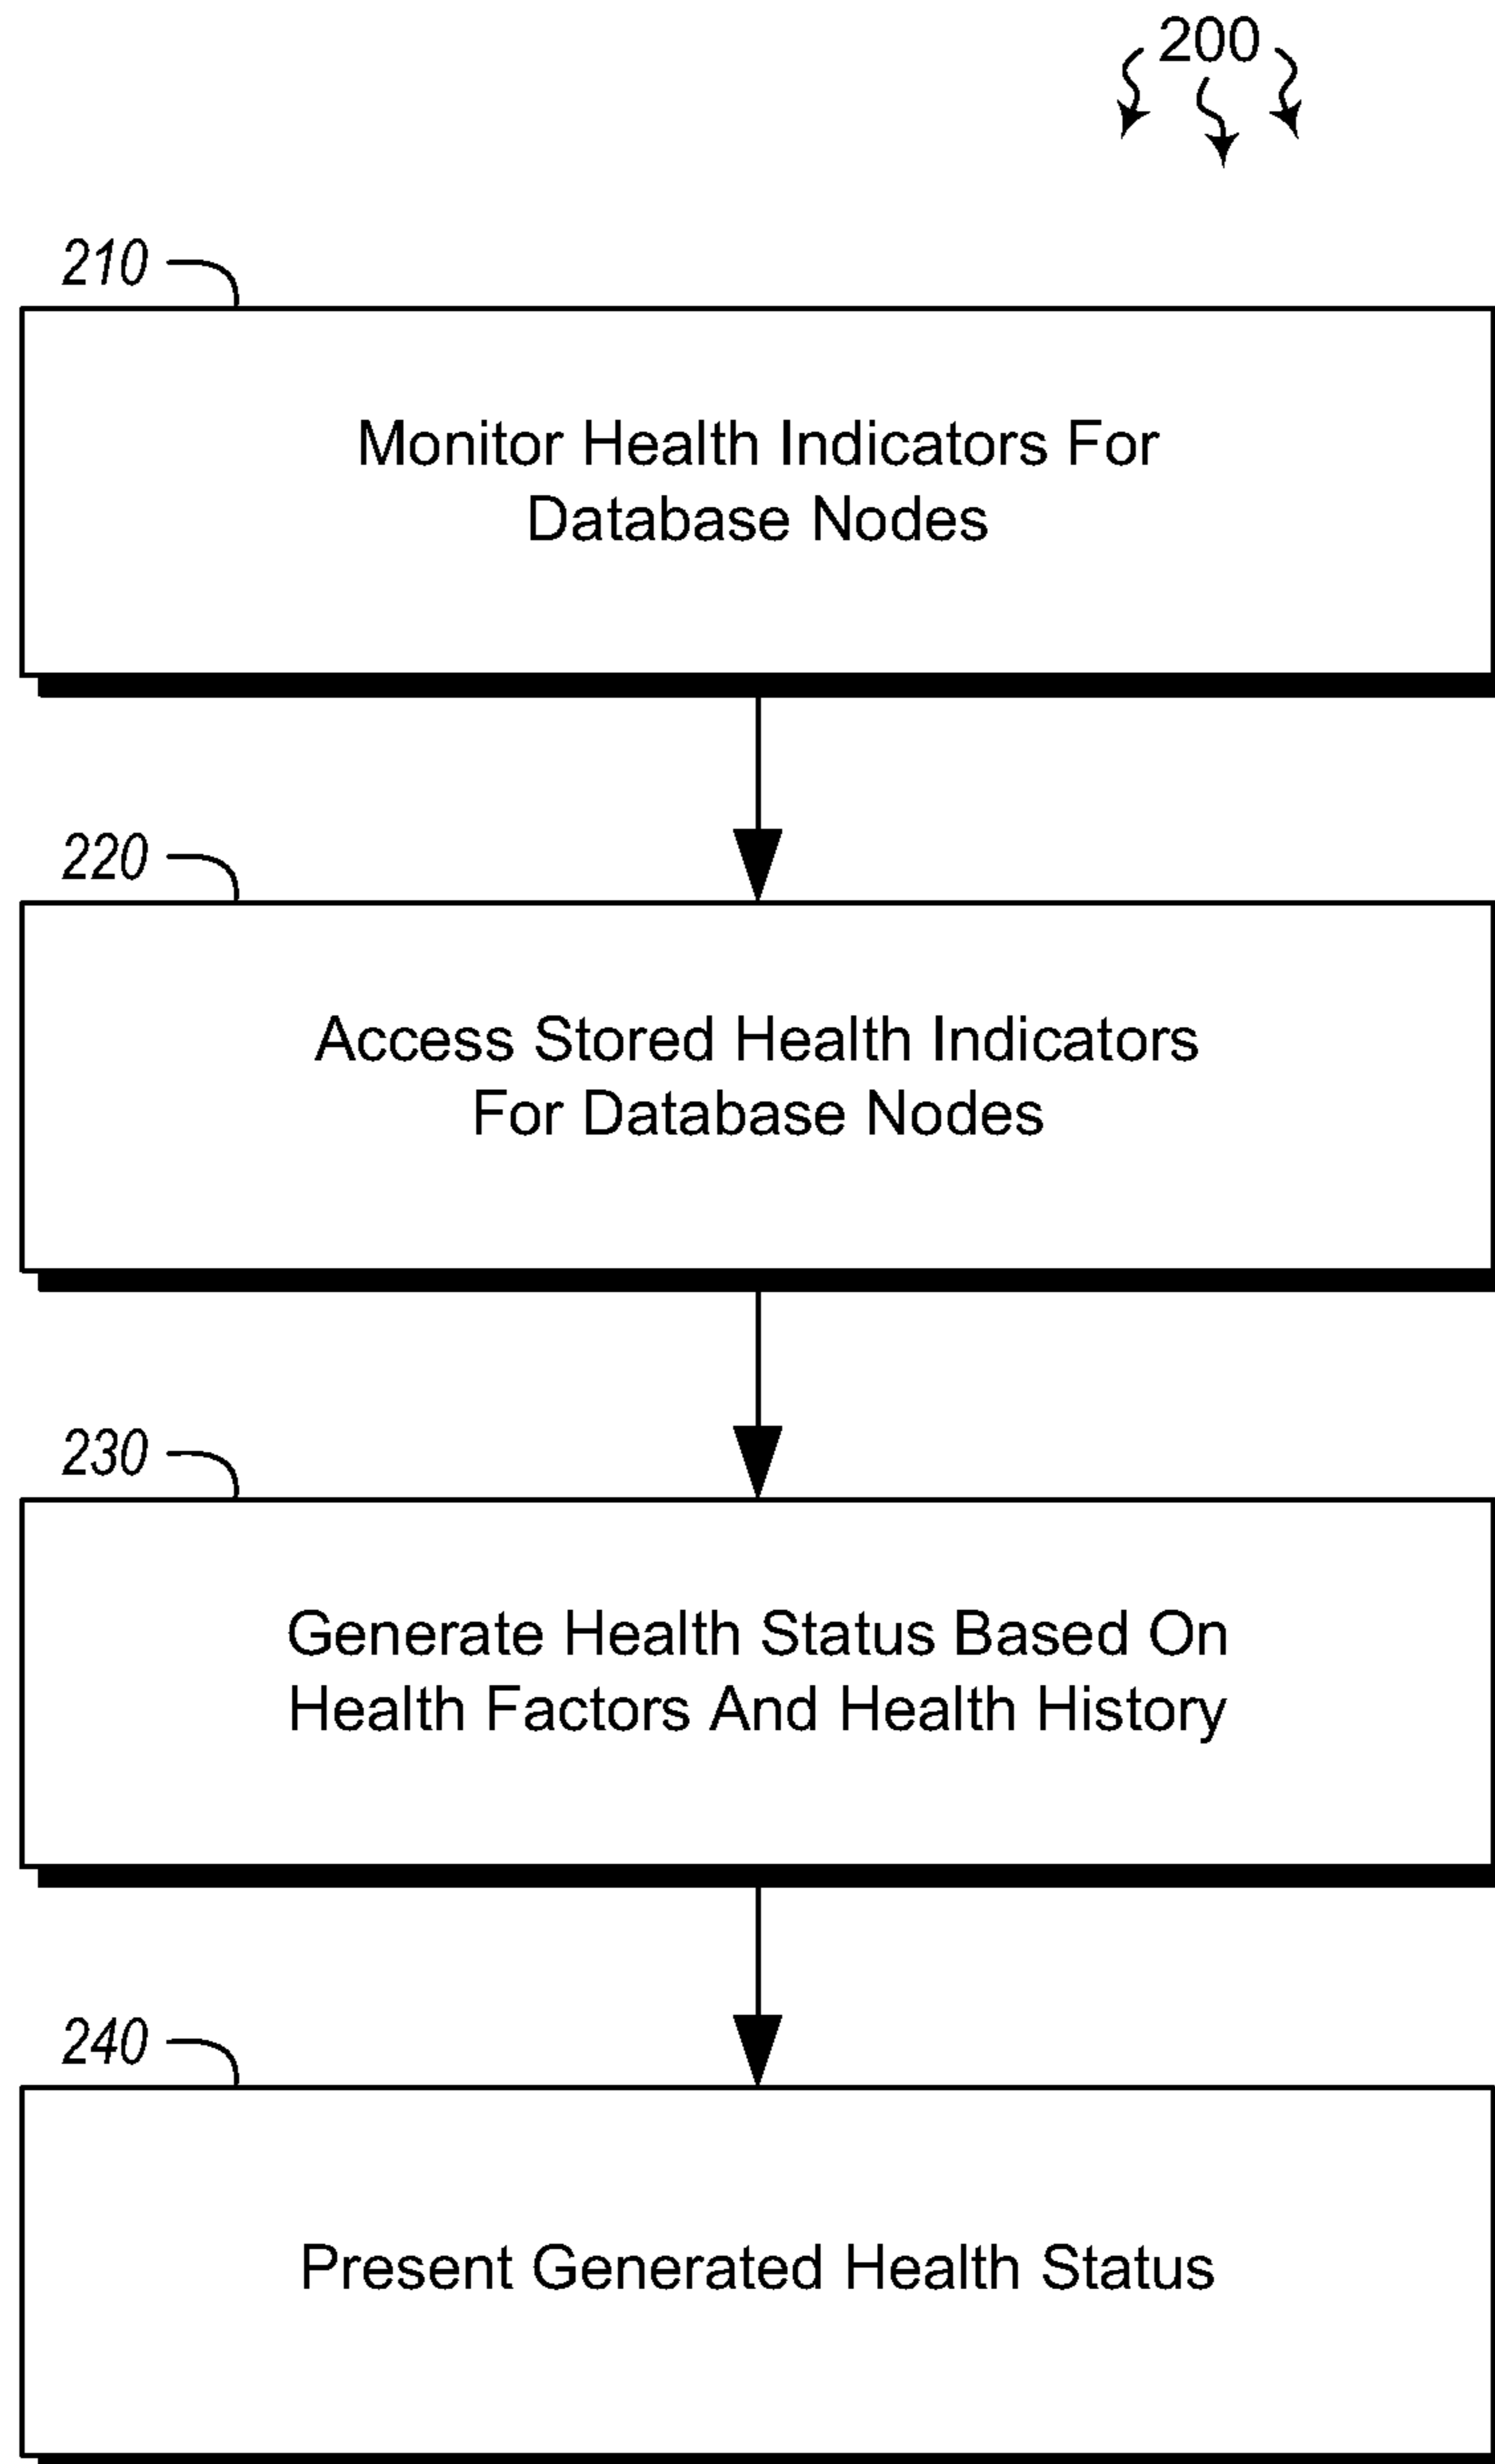 200
210
Monitor Health Indicators For
Database Nodes
220
Access Stored Health Indicators
For Database Nodes
230
Generate Health Status Based On
Health Factors And Health History
240
Present Generated Health Status